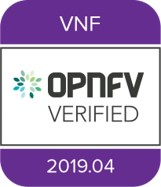 VNF
OPNFV
VERIFIED
2019.04